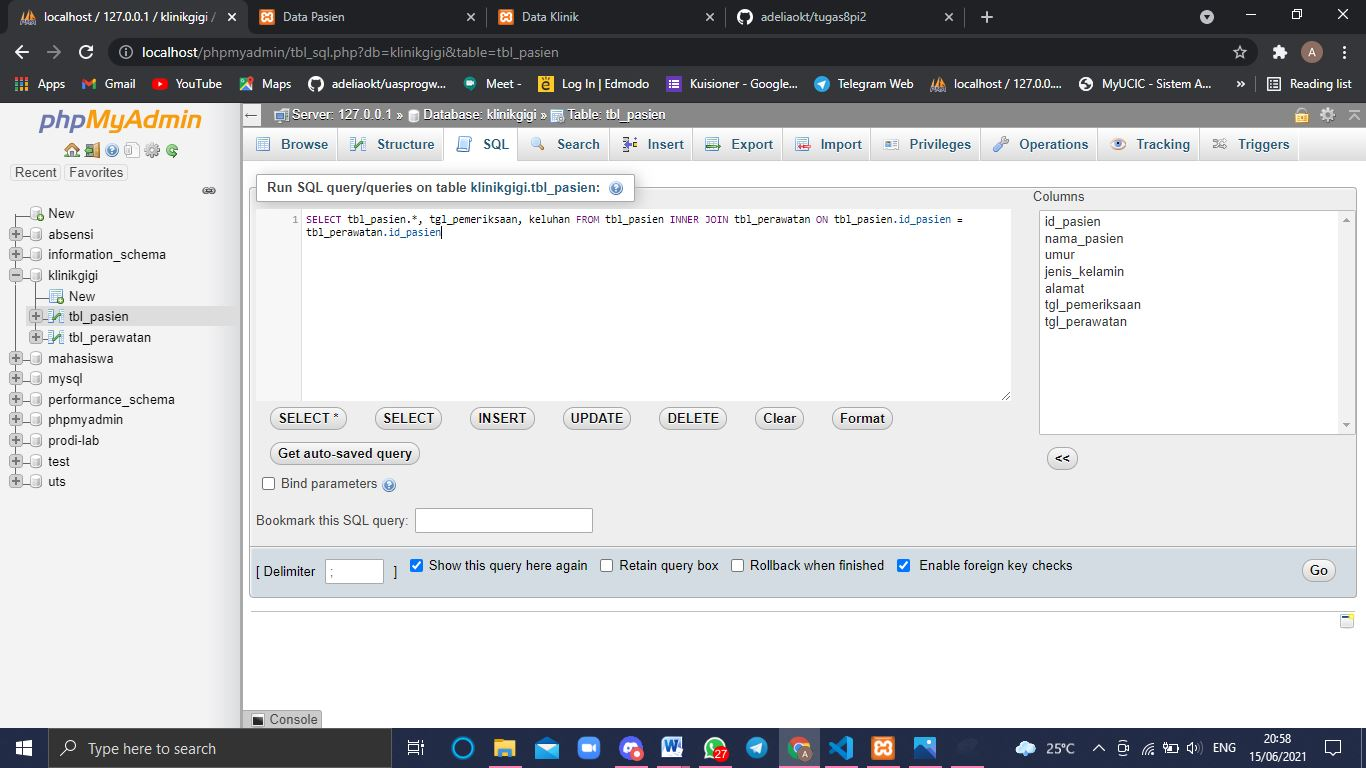 localhost / 127.0.0.1 / klinikgigi /
Data Pasien
Data Klinik
adeliaokt/tugas8pi2
localhost/phpmyadmin/tbl_sql.php?db=klinikgigi&table=tbl_pasien
A
Apps
Gmail
YouTube
Maps
adeliaokt/uasprogw...
Meet -
Log In | Edmodo
Kuisioner - Google...
Telegram Web
localhost / 127.0.0....
MyUCIC - Sistem A...
»
Reading list
phpMyAdmin
Recent
Favorites
New
absensi
information_schema
klinikgigi
New
tbl_pasien
tbl_perawatan
mahasiswa
mysql
performance_schema
phpmyadmin
prodi-lab
test
uts
Server: 127.0.0.1 » Database: klinikgigi » Table: tbl_pasien
Browse
Structure
SQL
Search
Insert
Export
Import
Privileges
Operations
Tracking
Triggers
Run SQL query/queries on table klinikgigi.tbl_pasien:
1 SELECT tbl_pasien.*, tgl_pemeriksaan, keluhan FROM tbl_pasien INNER JOIN tbl_perawatan ON tbl_pasien.id_pasien =
tbl_perawatan.id_pasien
Columns
id_pasien
nama_pasien
umur
jenis_kelamin
alamat
tgl_pemeriksaan
tgl_perawatan
<<
SELECT *
SELECT
INSERT
UPDATE
DELETE
Clear
Format
Get auto-saved query
Bind parameters
Bookmark this SQL query:
[ Delimiter ; ]
Show this query here again
Retain query box
Rollback when finished
Enable foreign key checks
Go
Console
Type here to search
27
A
25°C
ENG
20:58
15/06/2021